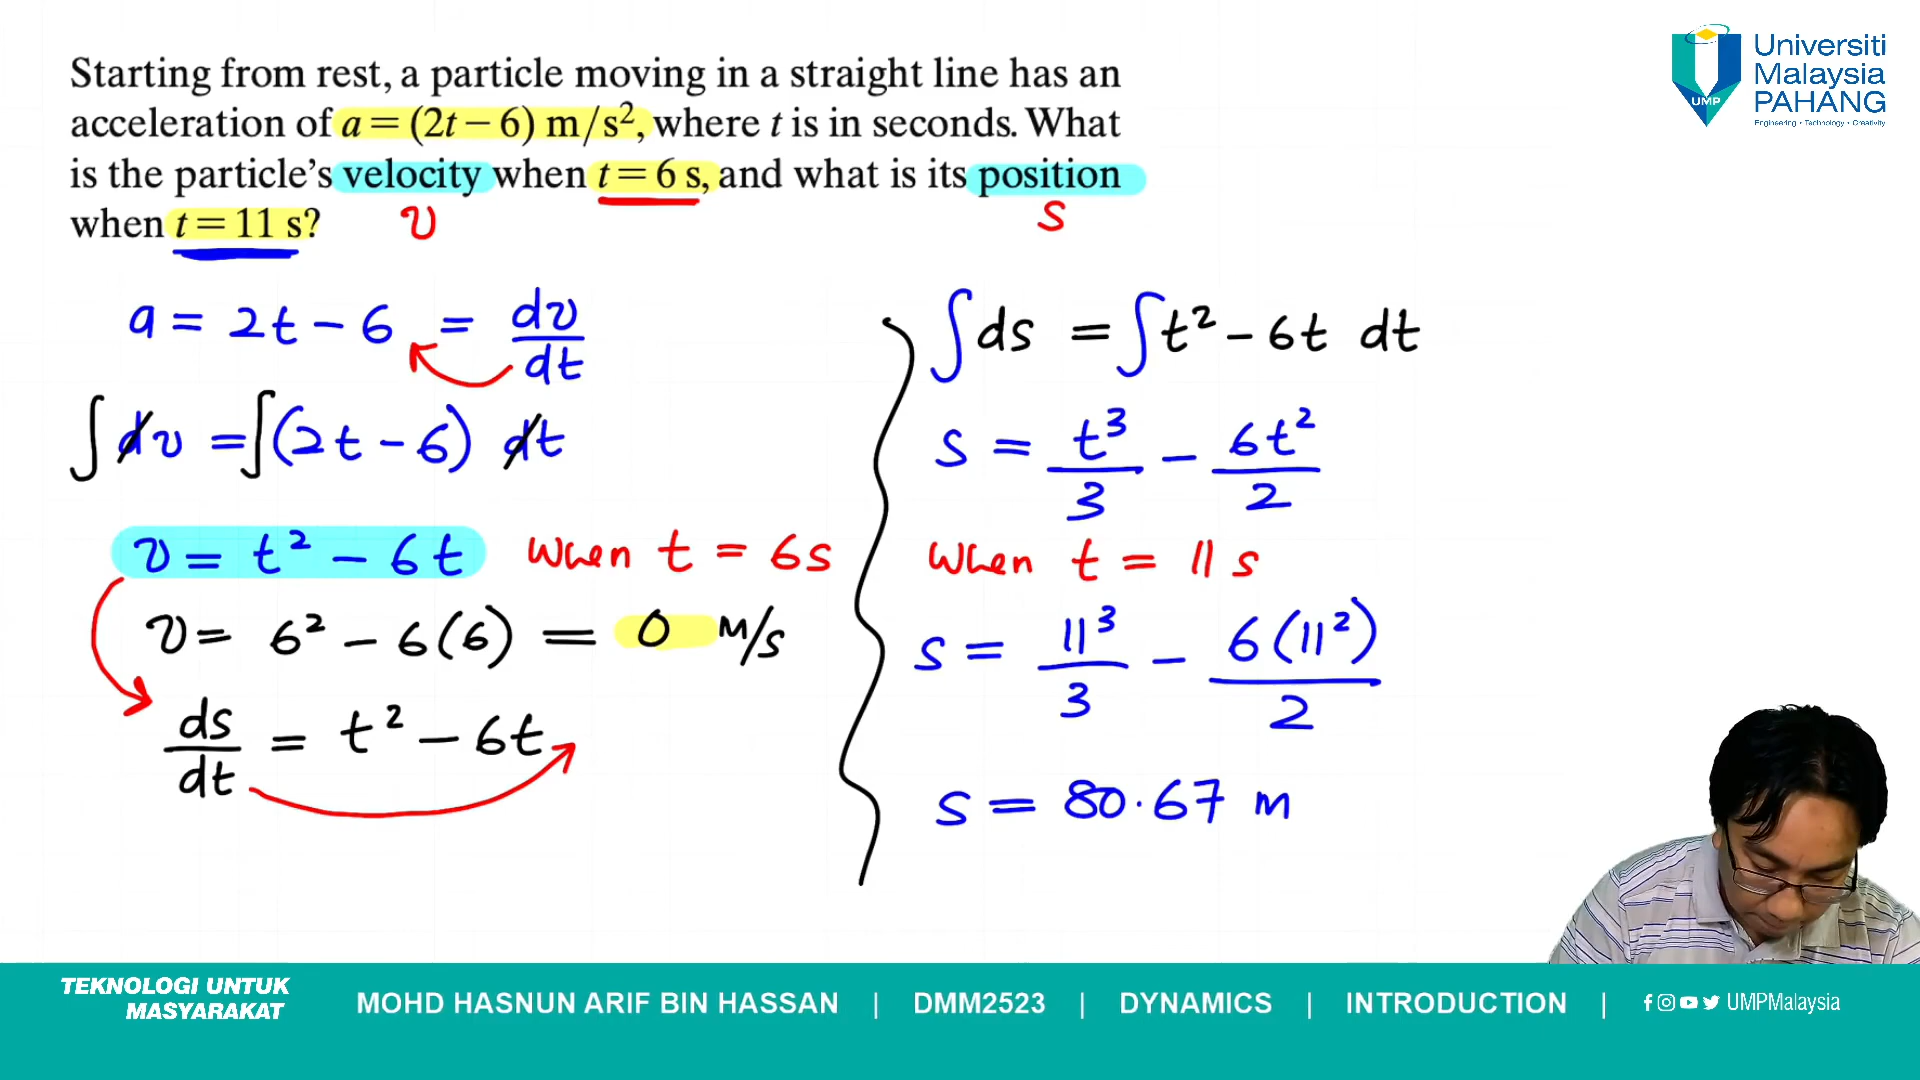 Starting from rest, a particle moving in a straight line has an
acceleration of a = (2t − 6) m/s², where t is in seconds. What
is the particle's velocity when t = 6 s, and what is its position
when t = 11 s?
v
s
a = 2t - 6 = dv/dt
∫ dv = ∫(2t - 6) dt
v = t² - 6t when t = 6s
v = 6² - 6(6) = 0 m/s
ds/dt = t² - 6t
∫ds = ∫t² - 6t dt
s = t³/3 - 6t²/2
when t = 11 s
s = 11³/3 - 6(11²)/2
s = 80.67 m
Universiti
Malaysia
PAHANG
Engineering • Technology • Creativity
UMP
TEKNOLOGI UNTUK
MASYARAKAT
MOHD HASNUN ARIF BIN HASSAN | DMM2523 | DYNAMICS | INTRODUCTION | UMPMalaysia